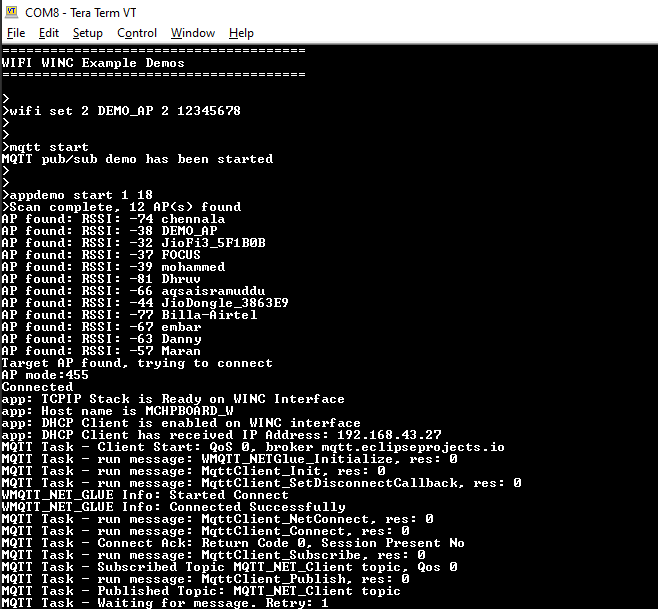 COM8 - Tera Term VT
File Edit Setup Control Window Help
======================================
WIFI WINC Example Demos
======================================
>
>wifi set 2 DEMO_AP 2 12345678
>
>
>mqtt start
MQTT pub/sub demo has been started
>
>
>appdemo start 1 18
>Scan complete, 12 AP(s) found
AP found: RSSI: -74 chennala
AP found: RSSI: -38 DEMO_AP
AP found: RSSI: -32 JioFi3_5F1B0B
AP found: RSSI: -37 FOCUS
AP found: RSSI: -39 mohammed
AP found: RSSI: -81 Dhruv
AP found: RSSI: -66 aqsaisramuddu
AP found: RSSI: -44 JioDongle_3863E9
AP found: RSSI: -77 Billa-Airtel
AP found: RSSI: -67 embar
AP found: RSSI: -63 Danny
AP found: RSSI: -57 Maran
Target AP found, trying to connect
AP mode:455
Connected
app: TCPIP Stack is Ready on WINC Interface
app: Host name is MCHPBOARD_W
app: DHCP Client is enabled on WINC interface
app: DHCP Client has received IP Address: 192.168.43.27
MQTT Task - Client Start: QoS 0, broker mqtt.eclipseprojects.io
MQTT Task - run message: WMQTT_NETGlue_Initialize, res: 0
MQTT Task - run message: MqttClient_Init, res: 0
MQTT Task - run message: MqttClient_SetDisconnectCallback, res: 0
WMQTT_NET_GLUE Info: Started Connect
WMQTT_NET_GLUE Info: Connected Successfully
MQTT Task - run message: MqttClient_NetConnect, res: 0
MQTT Task - run message: MqttClient_Connect, res: 0
MQTT Task - Connect Ack: Return Code 0, Session Present No
MQTT Task - run message: MqttClient_Subscribe, res: 0
MQTT Task - Subscribed Topic MQTT_NET_Client topic, Qos 0
MQTT Task - run message: MqttClient_Publish, res: 0
MQTT Task - Published Topic: MQTT_NET_Client topic
MQTT Task - Waiting for message. Retry: 1